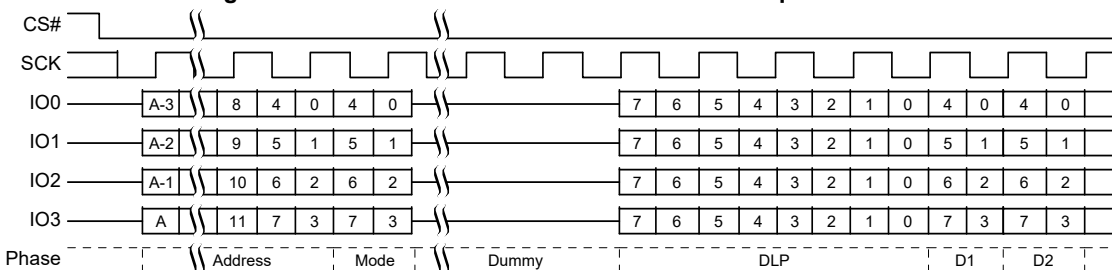 CS#
SCK
IO0 A-3 8 4 0 4 0 7 6 5 4 3 2 1 0 4 0 4 0
IO1 A-2 9 5 1 5 1 7 6 5 4 3 2 1 0 5 1 5 1
IO2 A-1 10 6 2 6 2 7 6 5 4 3 2 1 0 6 2 6 2
IO3 A 11 7 3 7 3 7 6 5 4 3 2 1 0 7 3 7 3
Phase Address Mode Dummy DLP D1 D2